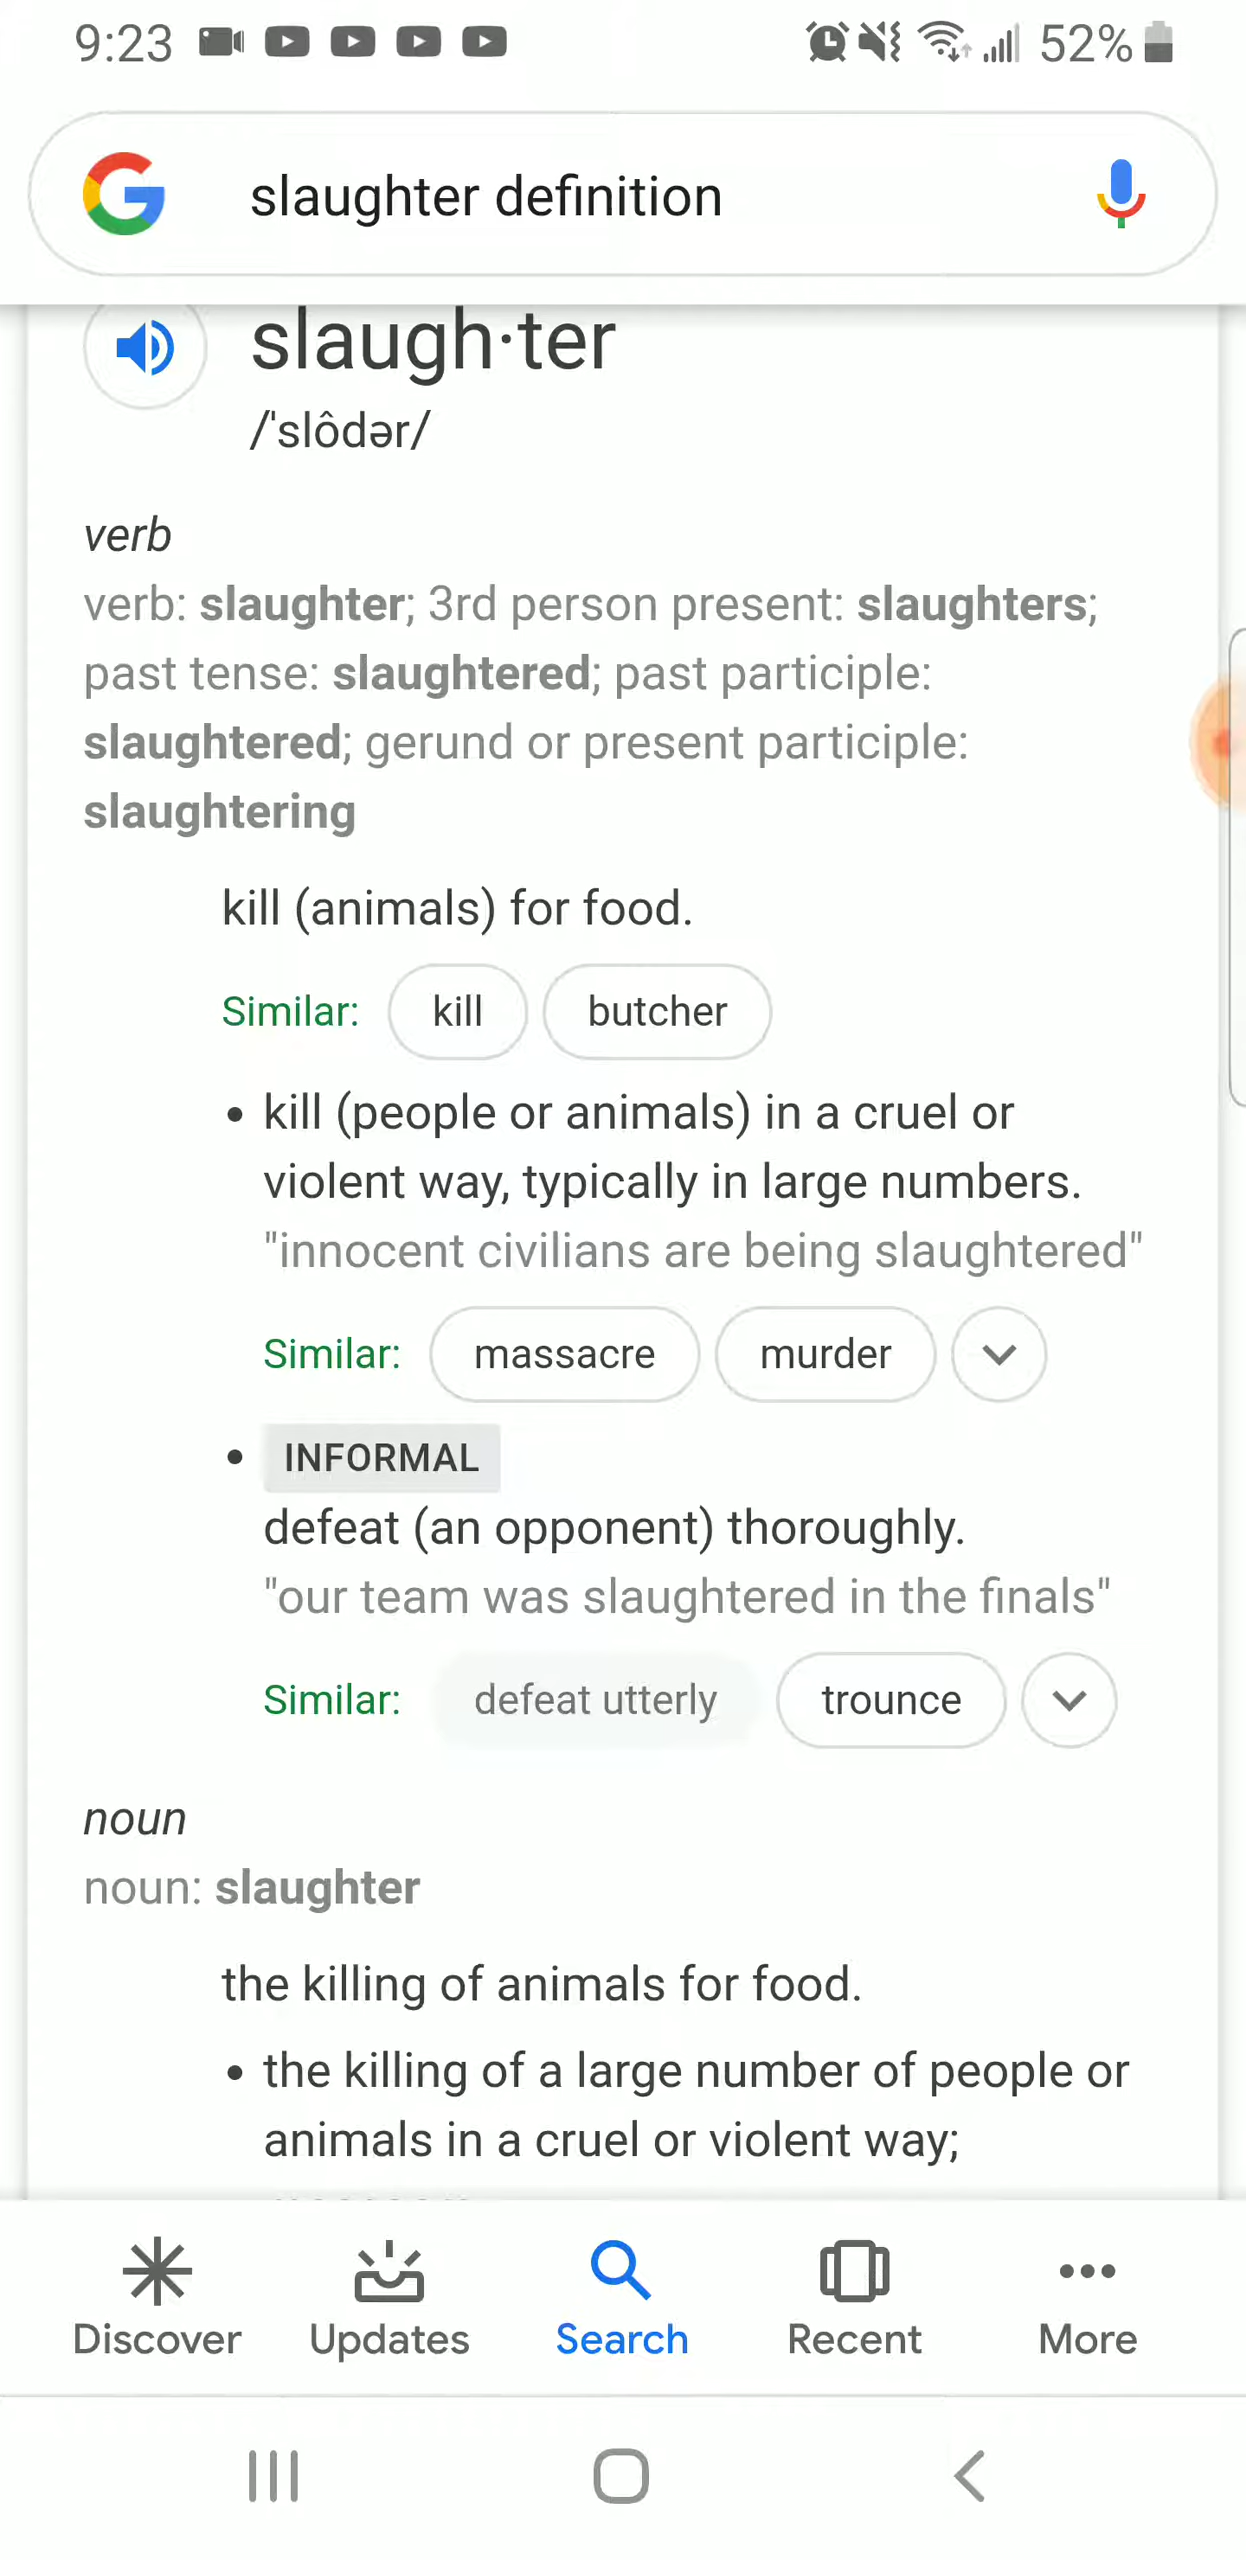 9:23
52%
slaughter definition
slaugh·ter
/ˈslôdər/
verb
verb: slaughter; 3rd person present: slaughters;
past tense: slaughtered; past participle:
slaughtered; gerund or present participle:
slaughtering
kill (animals) for food.
Similar: kill butcher
• kill (people or animals) in a cruel or
violent way, typically in large numbers.
"innocent civilians are being slaughtered"
Similar: massacre murder
• INFORMAL
defeat (an opponent) thoroughly.
"our team was slaughtered in the finals"
Similar: defeat utterly trounce
noun
noun: slaughter
the killing of animals for food.
• the killing of a large number of people or
animals in a cruel or violent way;
Discover Updates Search Recent More